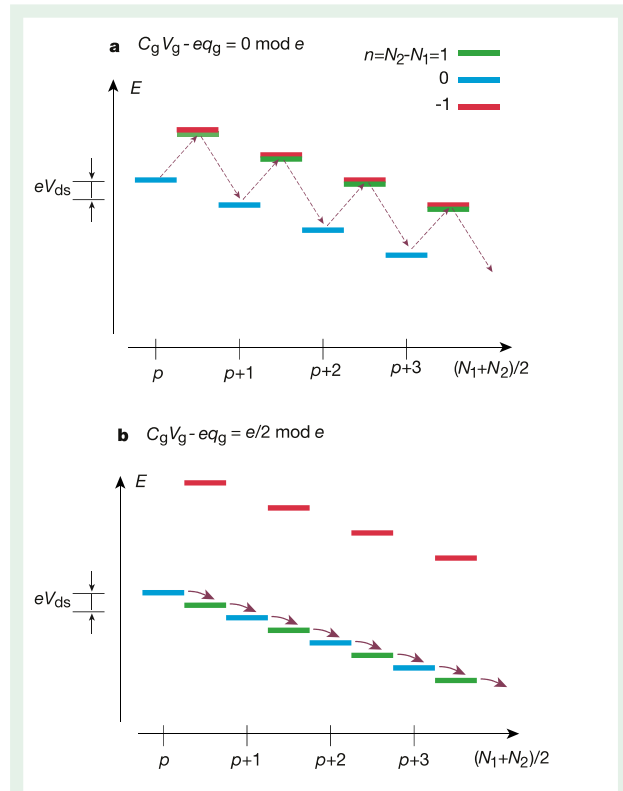 a CgVg - eqg = 0 mod e
n=N2-N1=1
0
-1
E
eVds
p p+1 p+2 p+3 (N1+N2)/2
b CgVg - eqg = e/2 mod e
E
eVds
p p+1 p+2 p+3 (N1+N2)/2